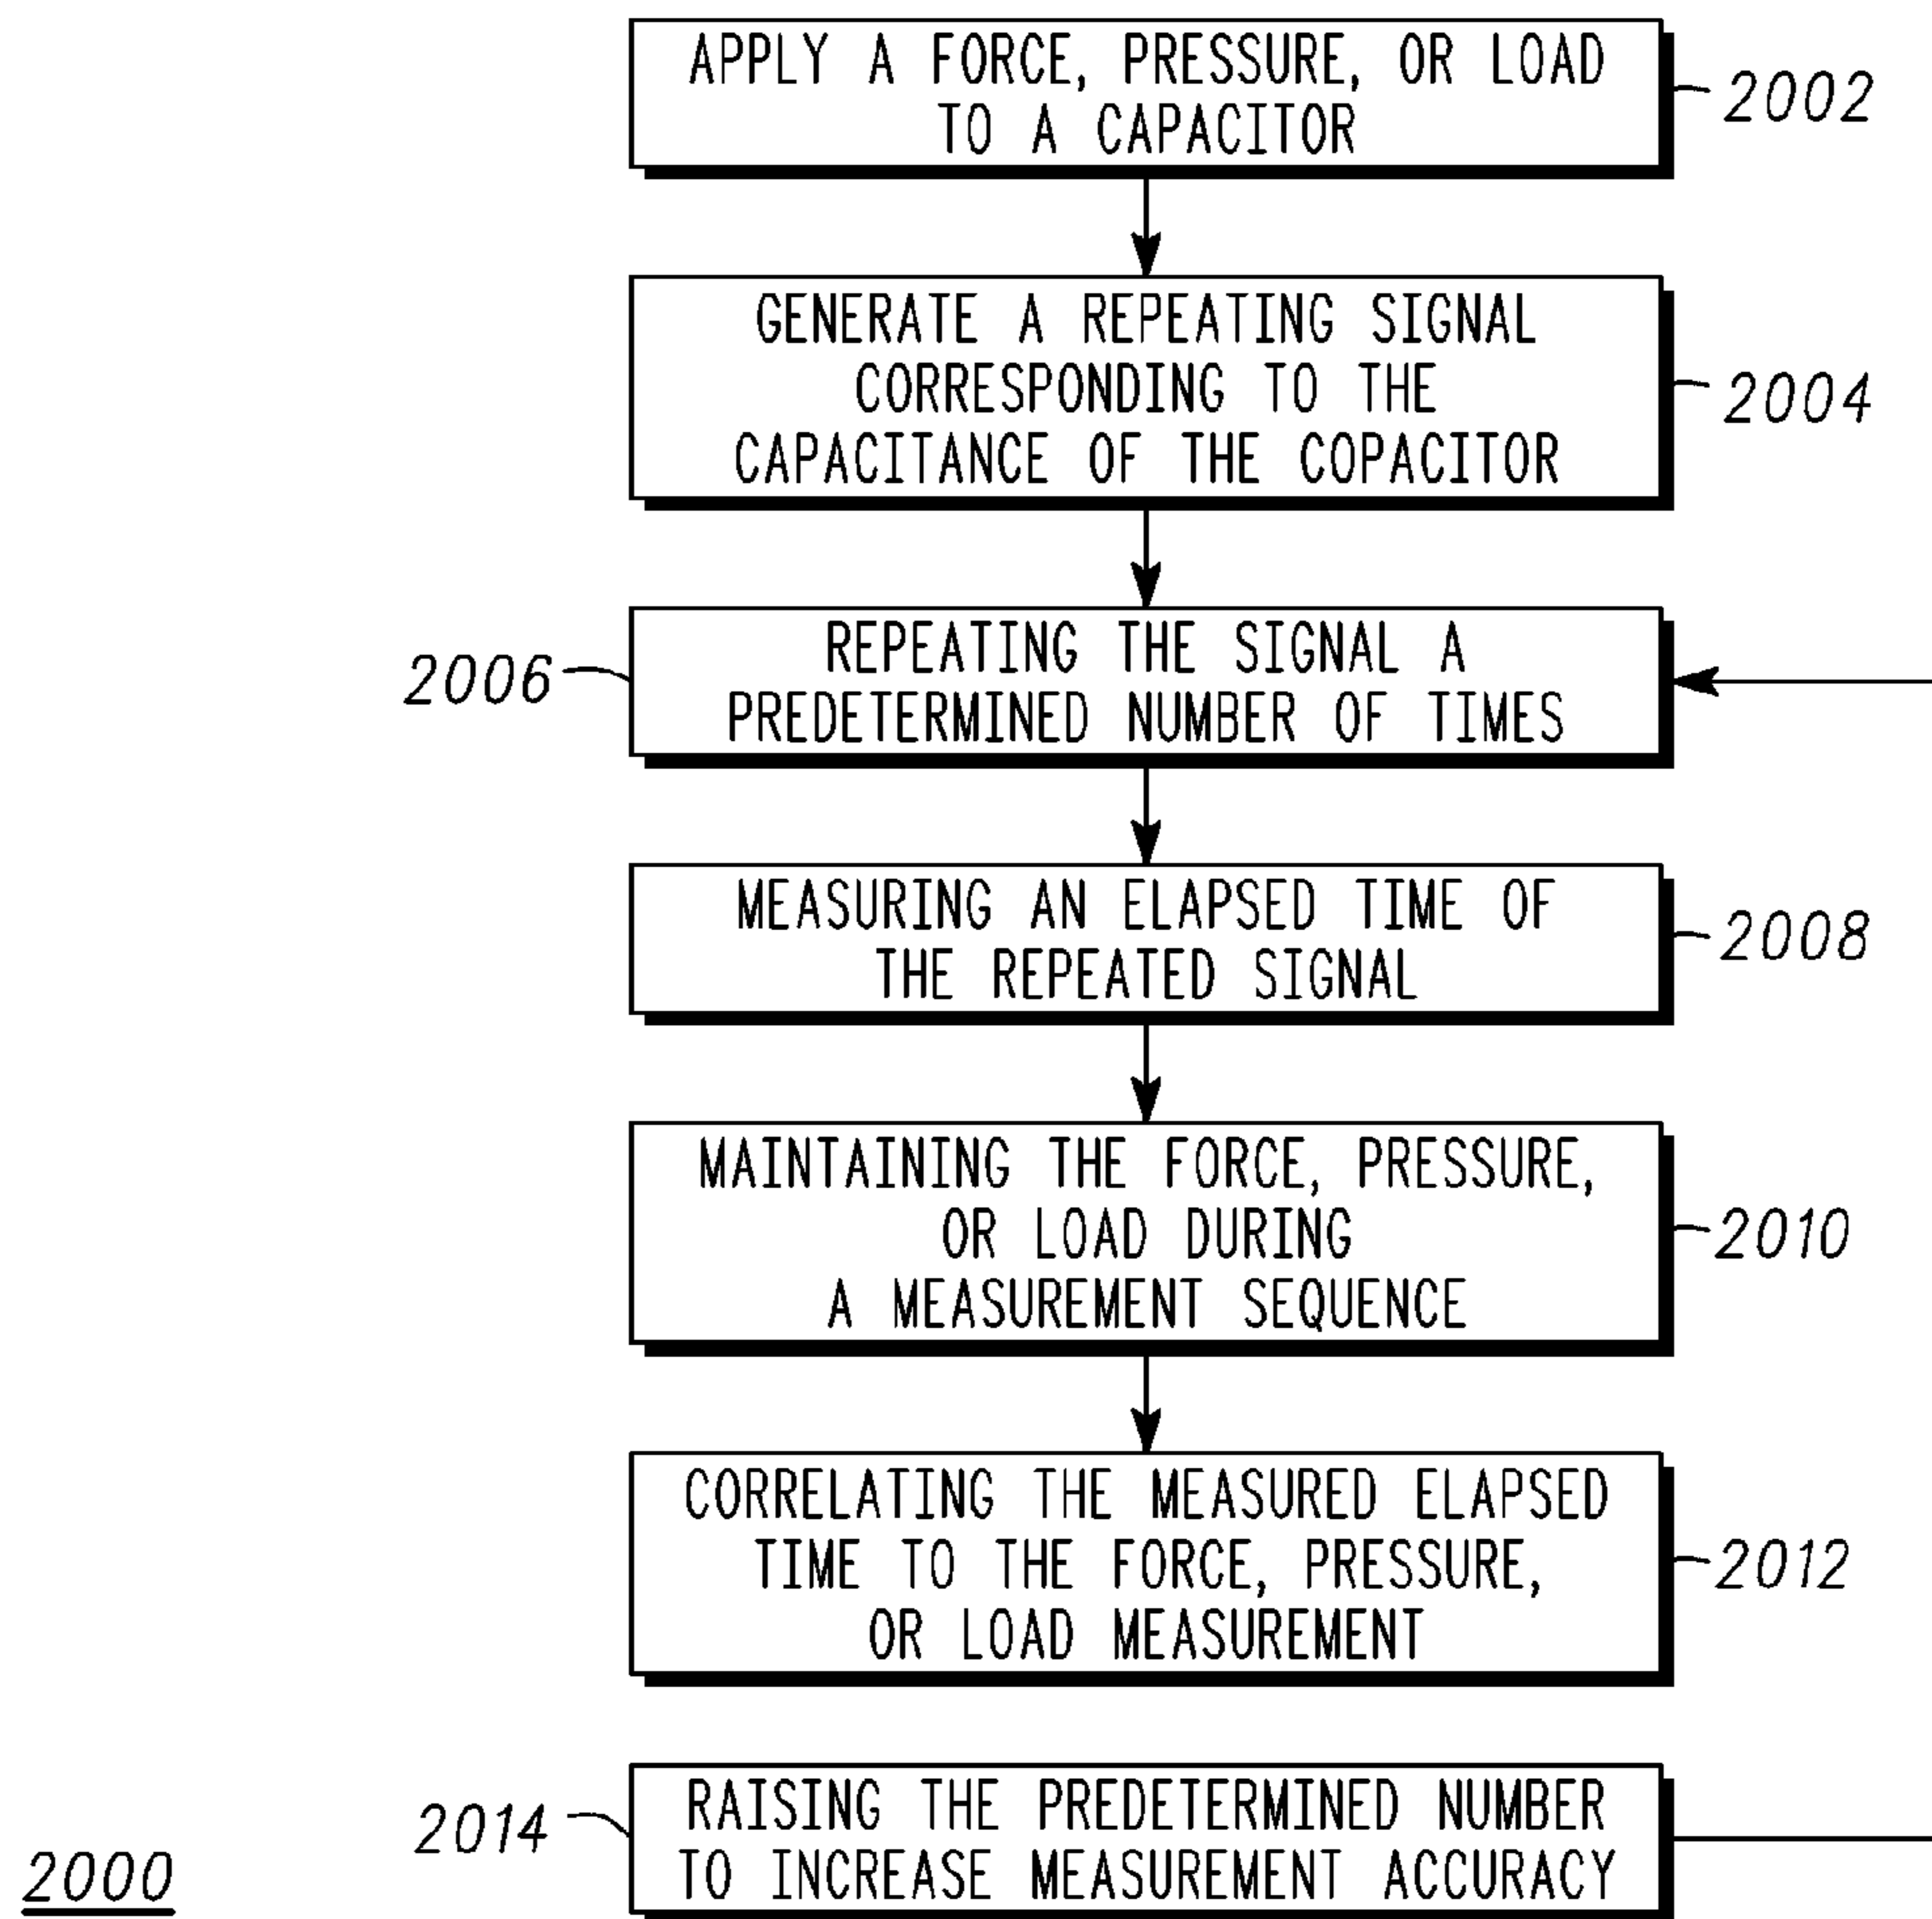 APPLY A FORCE, PRESSURE, OR LOAD
TO A CAPACITOR
2002
GENERATE A REPEATING SIGNAL
CORRESPONDING TO THE
CAPACITANCE OF THE COPACITOR
2004
REPEATING THE SIGNAL A
PREDETERMINED NUMBER OF TIMES
2006
MEASURING AN ELAPSED TIME OF
THE REPEATED SIGNAL
2008
MAINTAINING THE FORCE, PRESSURE,
OR LOAD DURING
A MEASUREMENT SEQUENCE
2010
CORRELATING THE MEASURED ELAPSED
TIME TO THE FORCE, PRESSURE,
OR LOAD MEASUREMENT
2012
RAISING THE PREDETERMINED NUMBER
TO INCREASE MEASUREMENT ACCURACY
2014
2000